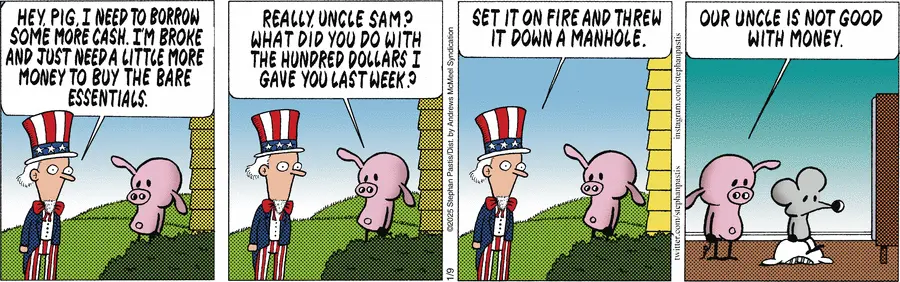 HEY, PIG, I NEED TO BORROW
SOME MORE CASH. I'M BROKE
AND JUST NEED A LITTLE MORE
MONEY TO BUY THE BARE
ESSENTIALS.
REALLY, UNCLE SAM?
WHAT DID YOU DO WITH
THE HUNDRED DOLLARS I
GAVE YOU LAST WEEK?
©2025 Stephan Pastis/Dist. by Andrews McMeel Syndication
1/9
SET IT ON FIRE AND THREW
IT DOWN A MANHOLE.
twitter.com/stephanpastis
instagram.com/stephanpastis
OUR UNCLE IS NOT GOOD
WITH MONEY.